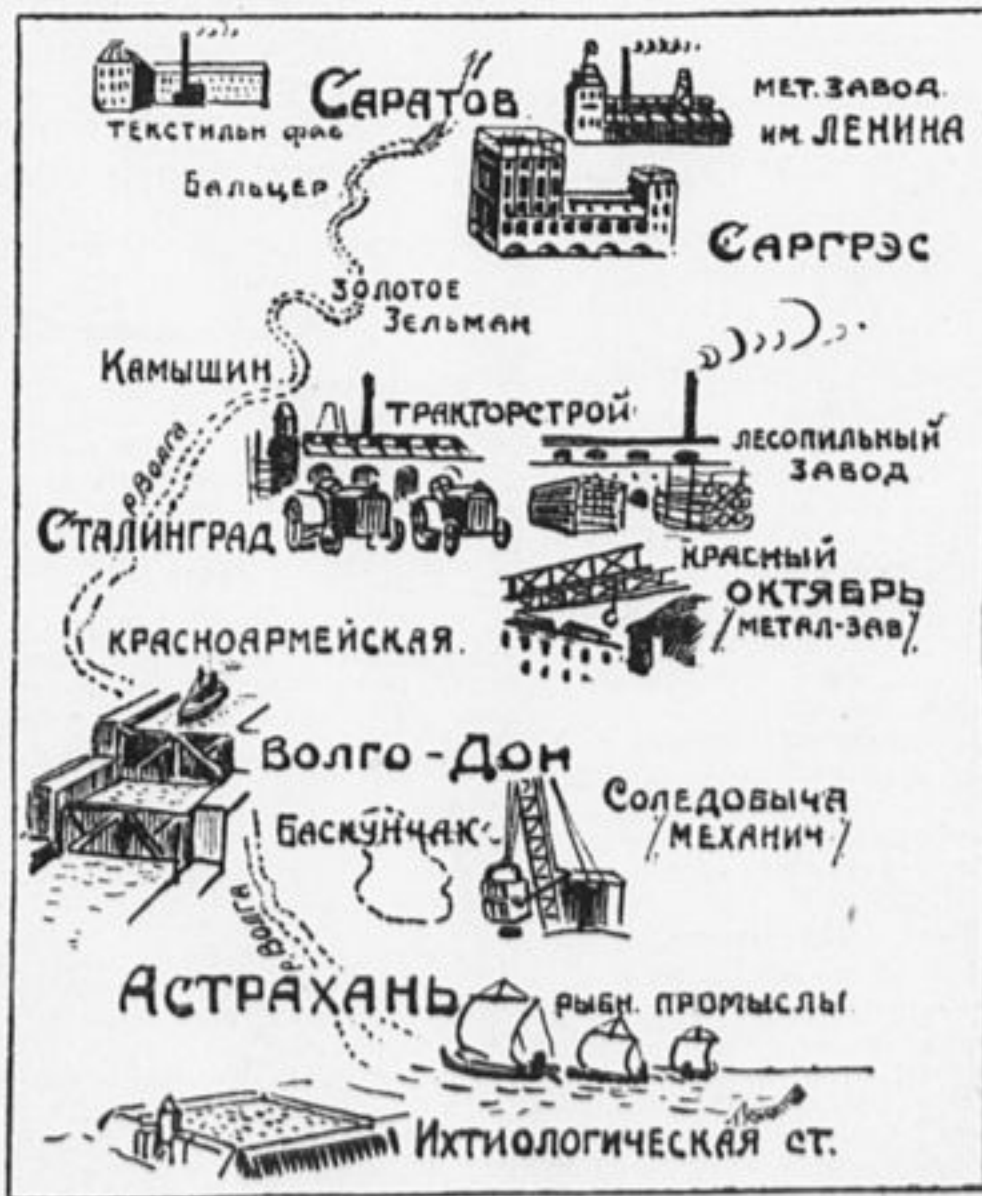 САРАТОВ
МЕТ. ЗАВОД.
им. ЛЕНИНА
ТЕКСТИЛЬН фаб
БАЛЬЦЕР
САРГРЭС
ЗОЛОТОЕ
ЗЕЛЬМАН
КАМЫШИН
ТРАКТОРСТРОЙ
ЛЕСОПИЛЬНЫЙ
ЗАВОД
р. ВОЛГА
СТАЛИНГРАД
КРАСНЫЙ
ОКТЯБРЬ
/МЕТАЛ-ЗАВ/
КРАСНОАРМЕЙСКАЯ.
ВОЛГО-ДОН
БАСКУНЧАК
СОЛЕДОБЫЧА
/МЕХАНИЧ./
р. ВОЛГА
АСТРАХАНЬ
РЫБН. ПРОМЫСЛЫ.
ИХТИОЛОГИЧЕСКАЯ СТ.